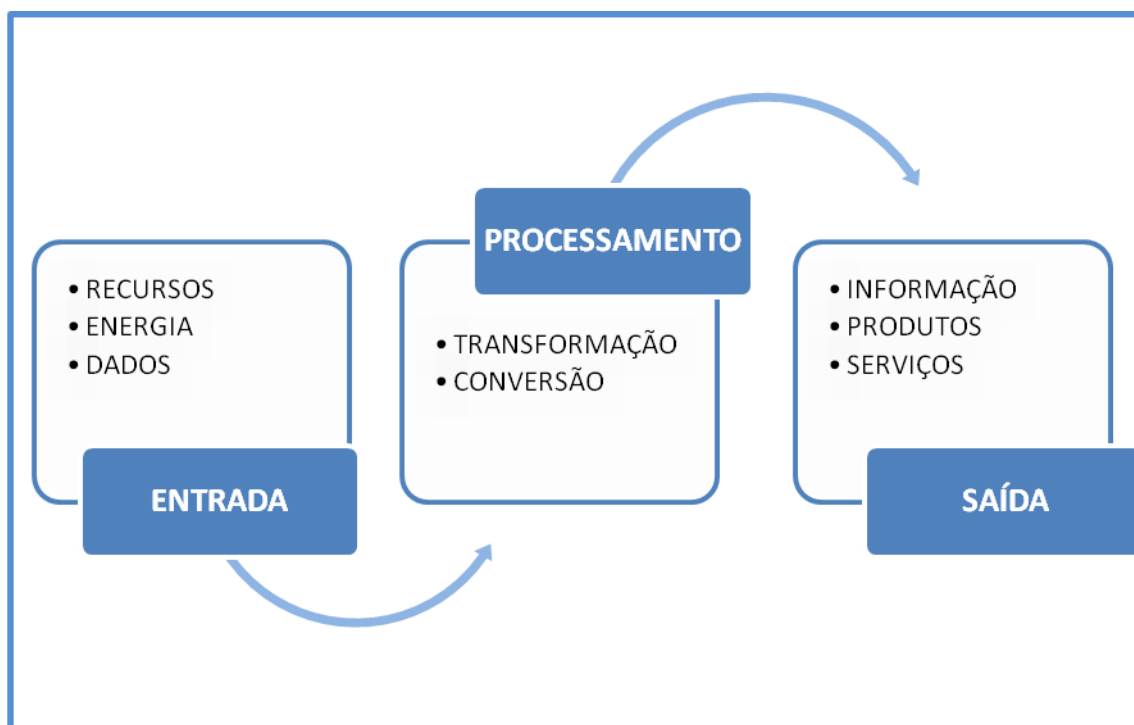 • RECURSOS
• ENERGIA
• DADOS
ENTRADA
PROCESSAMENTO
• TRANSFORMAÇÃO
• CONVERSÃO
• INFORMAÇÃO
• PRODUTOS
• SERVIÇOS
SAÍDA